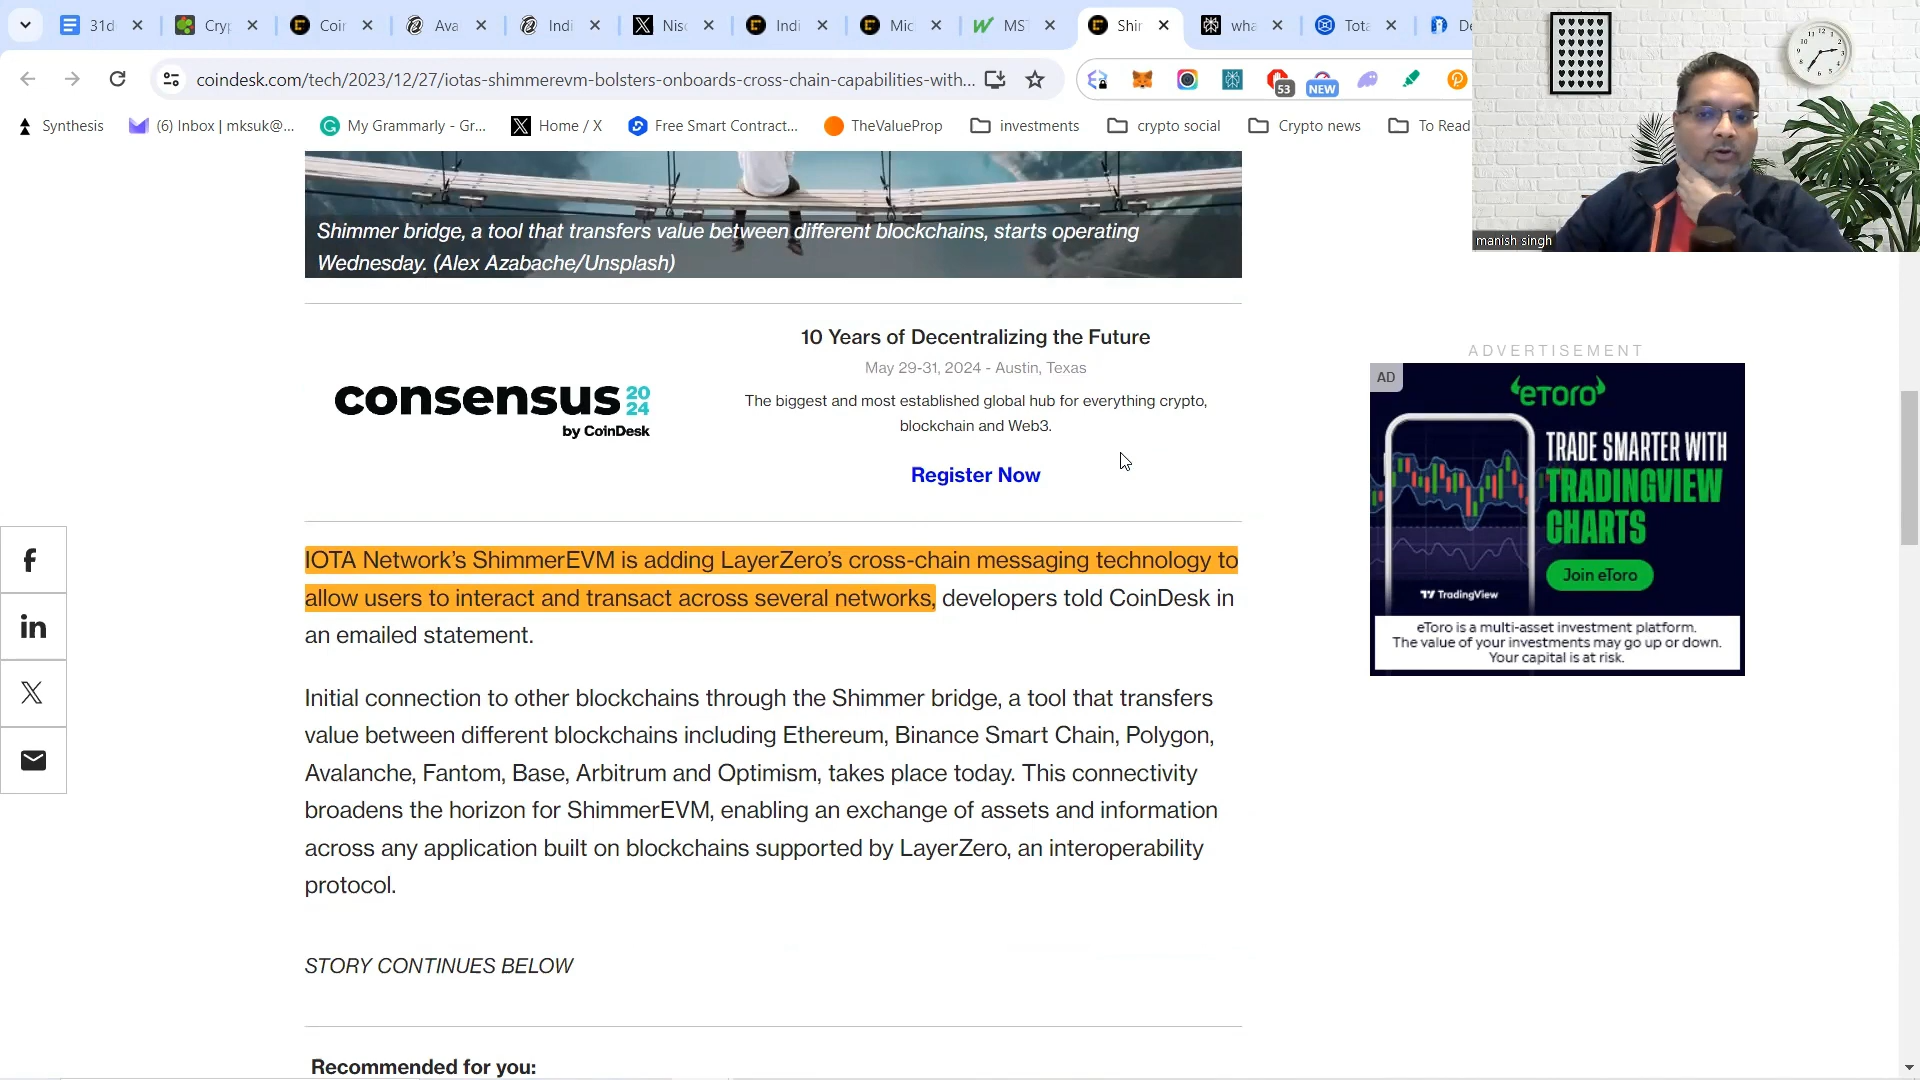 31d
Cryp
Coin
Ava
Indi
Nisc
Indi
Mic
MST
Shin
wha
Tota
De
coindesk.com/tech/2023/12/27/iotas-shimmerevm-bolsters-onboards-cross-chain-capabilities-with...
53
NEW
Synthesis
(6) Inbox | mksuk@...
My Grammarly - Gr...
Home / X
Free Smart Contract...
TheValueProp
investments
crypto social
Crypto news
To Read
manish singh
Shimmer bridge, a tool that transfers value between different blockchains, starts operating
Wednesday. (Alex Azabache/Unsplash)
consensus 20
24
by CoinDesk
10 Years of Decentralizing the Future
May 29-31, 2024 - Austin, Texas
The biggest and most established global hub for everything crypto,
blockchain and Web3.
Register Now
IOTA Network’s ShimmerEVM is adding LayerZero’s cross-chain messaging technology to
allow users to interact and transact across several networks, developers told CoinDesk in
an emailed statement.
Initial connection to other blockchains through the Shimmer bridge, a tool that transfers
value between different blockchains including Ethereum, Binance Smart Chain, Polygon,
Avalanche, Fantom, Base, Arbitrum and Optimism, takes place today. This connectivity
broadens the horizon for ShimmerEVM, enabling an exchange of assets and information
across any application built on blockchains supported by LayerZero, an interoperability
protocol.
STORY CONTINUES BELOW
Recommended for you:
ADVERTISEMENT
AD
eToro
TRADE SMARTER WITH
TRADINGVIEW
CHARTS
Join eToro
TradingView
eToro is a multi-asset investment platform.
The value of your investments may go up or down.
Your capital is at risk.